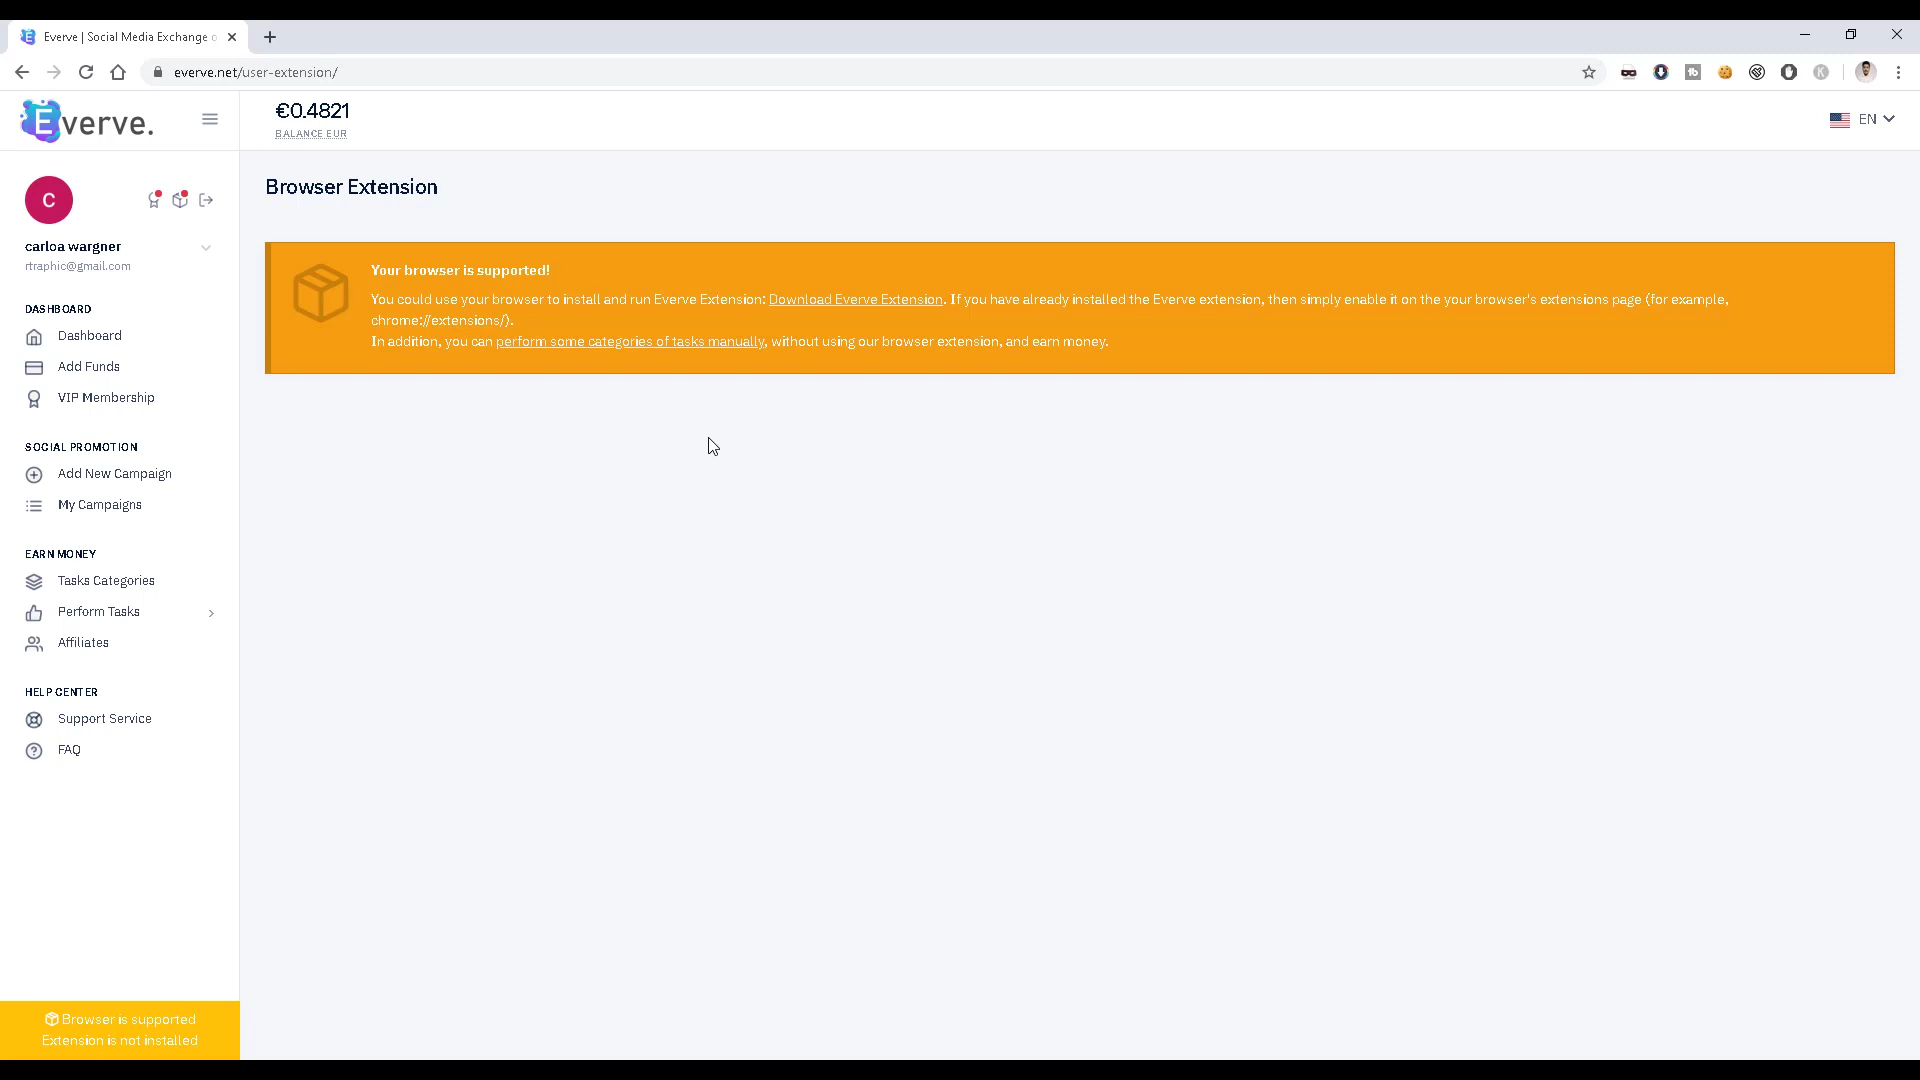 Everve | Social Media Exchange o
everve.net/user-extension/
Everve.
€0.4821
BALANCE EUR
EN
C
carloa wargner
rtraphic@gmail.com
DASHBOARD
Dashboard
Add Funds
VIP Membership
SOCIAL PROMOTION
Add New Campaign
My Campaigns
EARN MONEY
Tasks Categories
Perform Tasks
Affiliates
HELP CENTER
Support Service
FAQ
Browser is supported
Extension is not installed
Browser Extension
Your browser is supported!
You could use your browser to install and run Everve Extension: Download Everve Extension. If you have already installed the Everve extension, then simply enable it on the your browser's extensions page (for example,
chrome://extensions/).
In addition, you can perform some categories of tasks manually, without using our browser extension, and earn money.